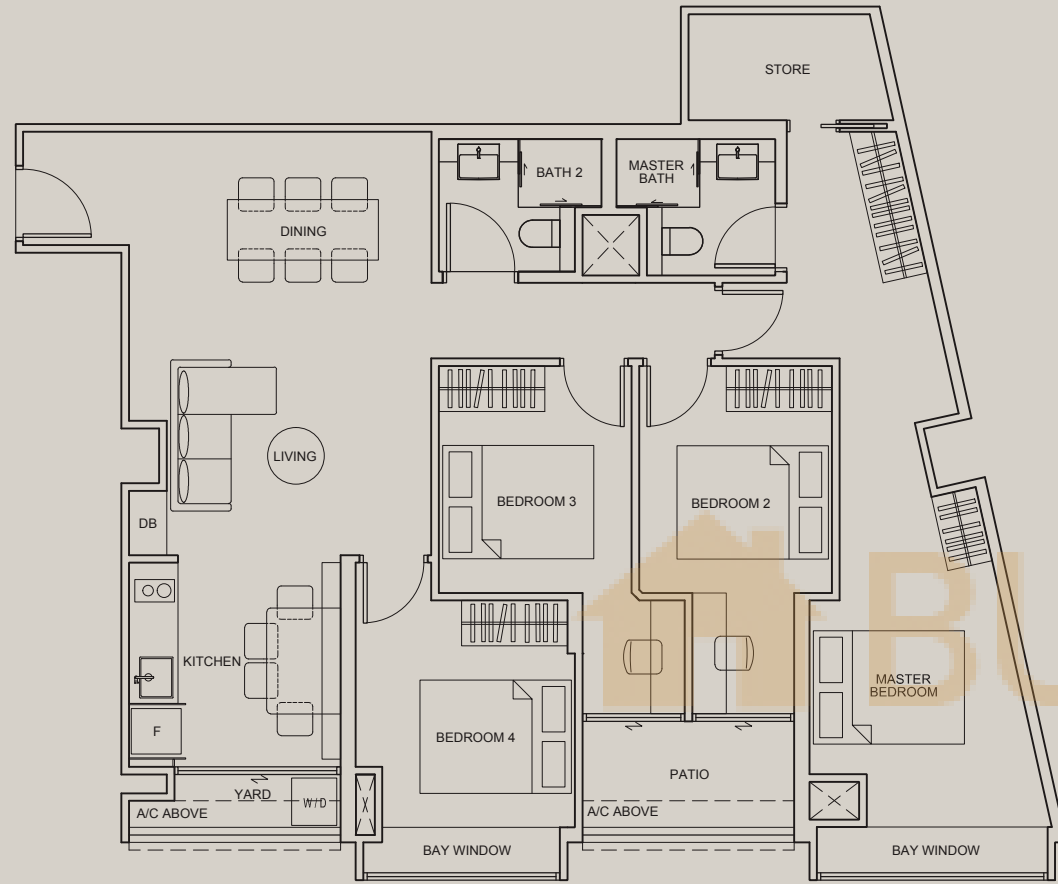 STORE
BATH 2
MASTER
BATH
DINING
LIVING
BEDROOM 3
BEDROOM 2
DB
KITCHEN
MASTER
BEDROOM
F
BEDROOM 4
PATIO
YARD
W/D
A/C ABOVE
A/C ABOVE
BAY WINDOW
BAY WINDOW